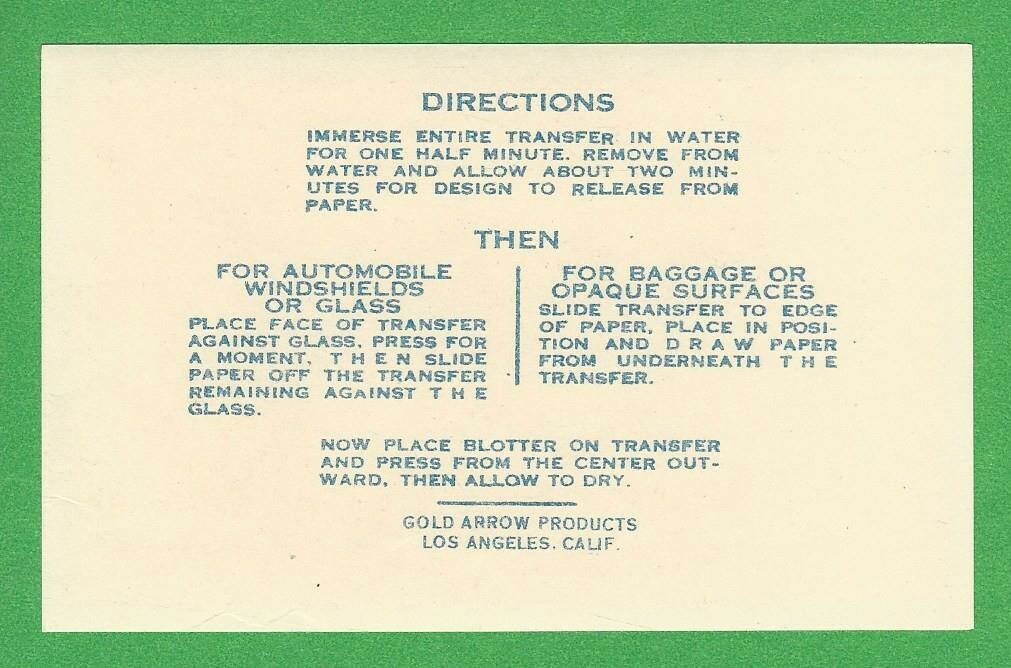 DIRECTIONS
IMMERSE ENTIRE TRANSFER IN WATER
FOR ONE HALF MINUTE. REMOVE FROM
WATER AND ALLOW ABOUT TWO MIN-
UTES FOR DESIGN TO RELEASE FROM
PAPER.
THEN
FOR AUTOMOBILE
WINDSHIELDS
OR GLASS
PLACE FACE OF TRANSFER
AGAINST GLASS, PRESS FOR
A MOMENT, T H E N SLIDE
PAPER OFF THE TRANSFER
REMAINING AGAINST T H E
GLASS.
FOR BAGGAGE OR
OPAQUE SURFACES
SLIDE TRANSFER TO EDGE
OF PAPER, PLACE IN POSI-
TION AND D R A W PAPER
FROM UNDERNEATH T H E
TRANSFER.
NOW PLACE BLOTTER ON TRANSFER
AND PRESS FROM THE CENTER OUT-
WARD, THEN ALLOW TO DRY.
GOLD ARROW PRODUCTS
LOS ANGELES, CALIF.